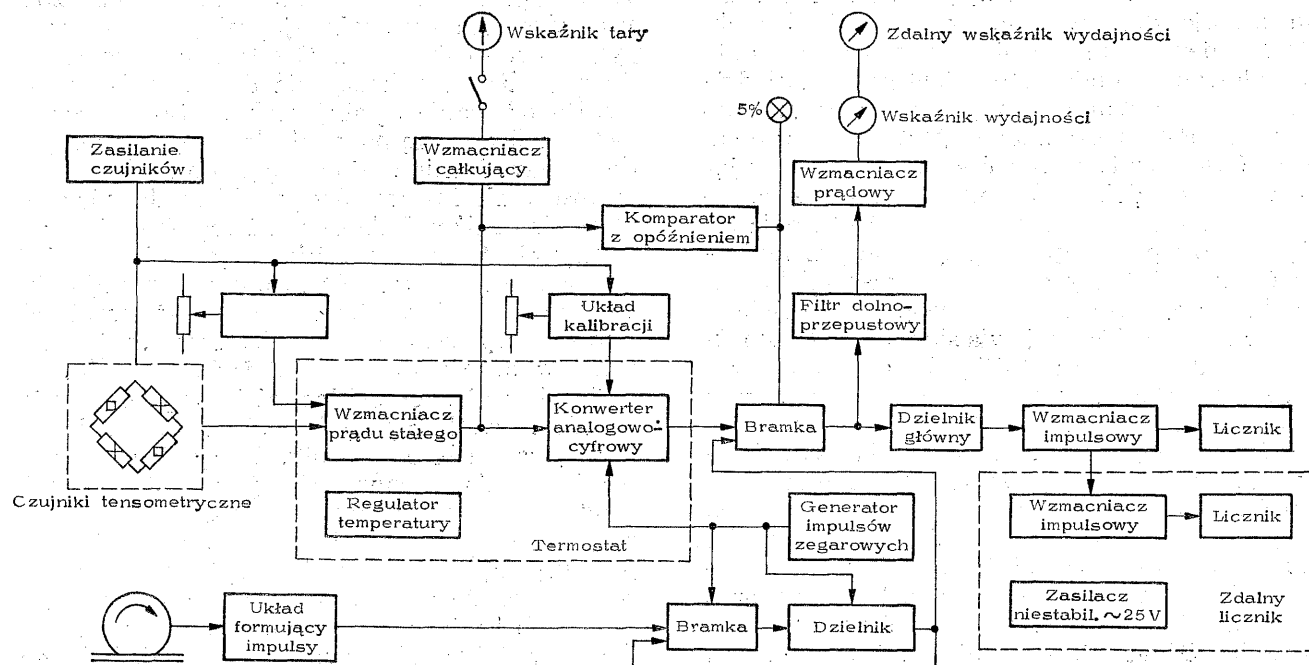 Wskaźnik tary
Zdalny wskaźnik wydajności
5%
Wskaźnik wydajności
Zasilanie
czujników
Wzmacniacz
całkujący
Wzmacniacz
prądowy
Komparator
z opóźnieniem
Układ
kalibracji
Filtr dolno-
przepustowy
Wzmacniacz
prądu stałego
Konwerter
analogowo-
cyfrowy
Bramka
Dzielnik
główny
Wzmacniacz
impulsowy
Licznik
Czujniki tensometryczne
Regulator
temperatury
Termostat
Generator
impulsów
zegarowych
Wzmacniacz
impulsowy
Licznik
Zasilacz
niestabil. ~25V
Zdalny
licznik
Układ
formujący
impulsy
Bramka
Dzielnik